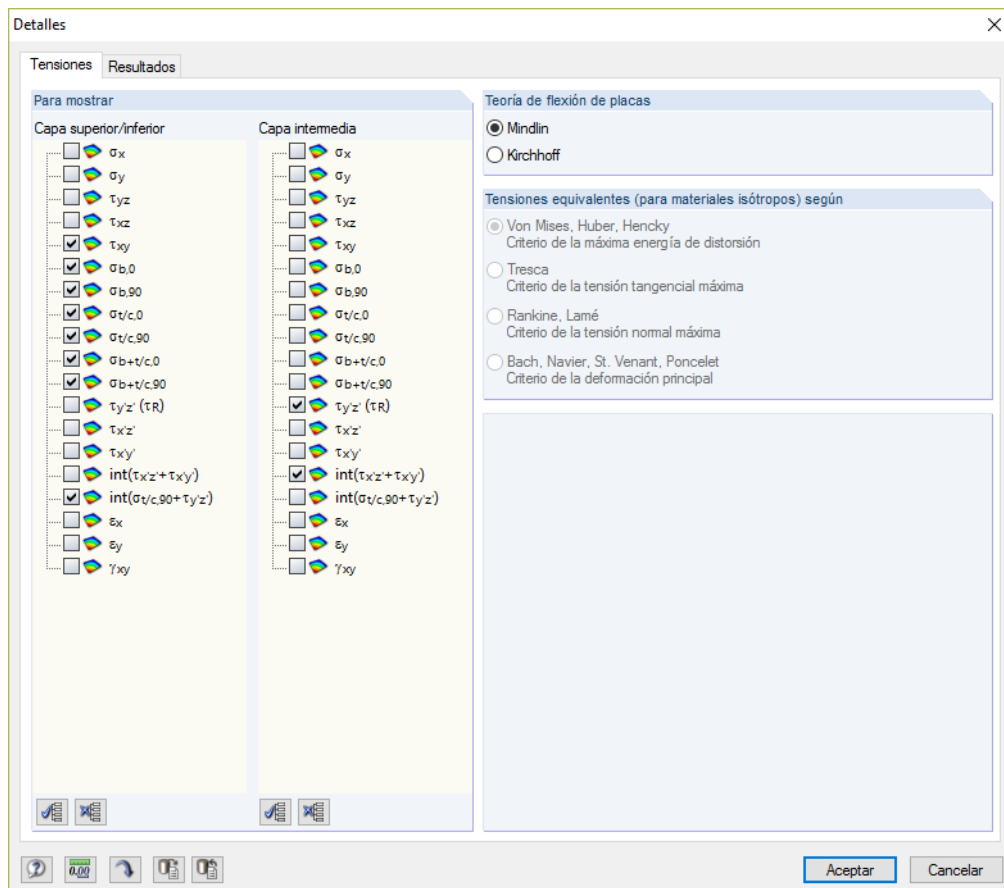 Detalles
Tensiones
Resultados
Para mostrar
Capa superior/inferior
σx
σy
τyz
τxz
τxy
σb,0
σb,90
σt/c,0
σt/c,90
σb+t/c,0
σb+t/c,90
τy'z' (τR)
τx'z'
τx'y'
int(τx'z'+τx'y')
int(σt/c,90+τy'z')
εx
εy
γxy
Capa intermedia
σx
σy
τyz
τxz
τxy
σb,0
σb,90
σt/c,0
σt/c,90
σb+t/c,0
σb+t/c,90
τy'z' (τR)
τx'z'
τx'y'
int(τx'z'+τx'y')
int(σt/c,90+τy'z')
εx
εy
γxy
Teoría de flexión de placas
Mindlin
Kirchhoff
Tensiones equivalentes (para materiales isótropos) según
Von Mises, Huber, Hencky
Criterio de la máxima energía de distorsión
Tresca
Criterio de la tensión tangencial máxima
Rankine, Lamé
Criterio de la tensión normal máxima
Bach, Navier, St. Venant, Poncelet
Criterio de la deformación principal
0.00
Aceptar
Cancelar